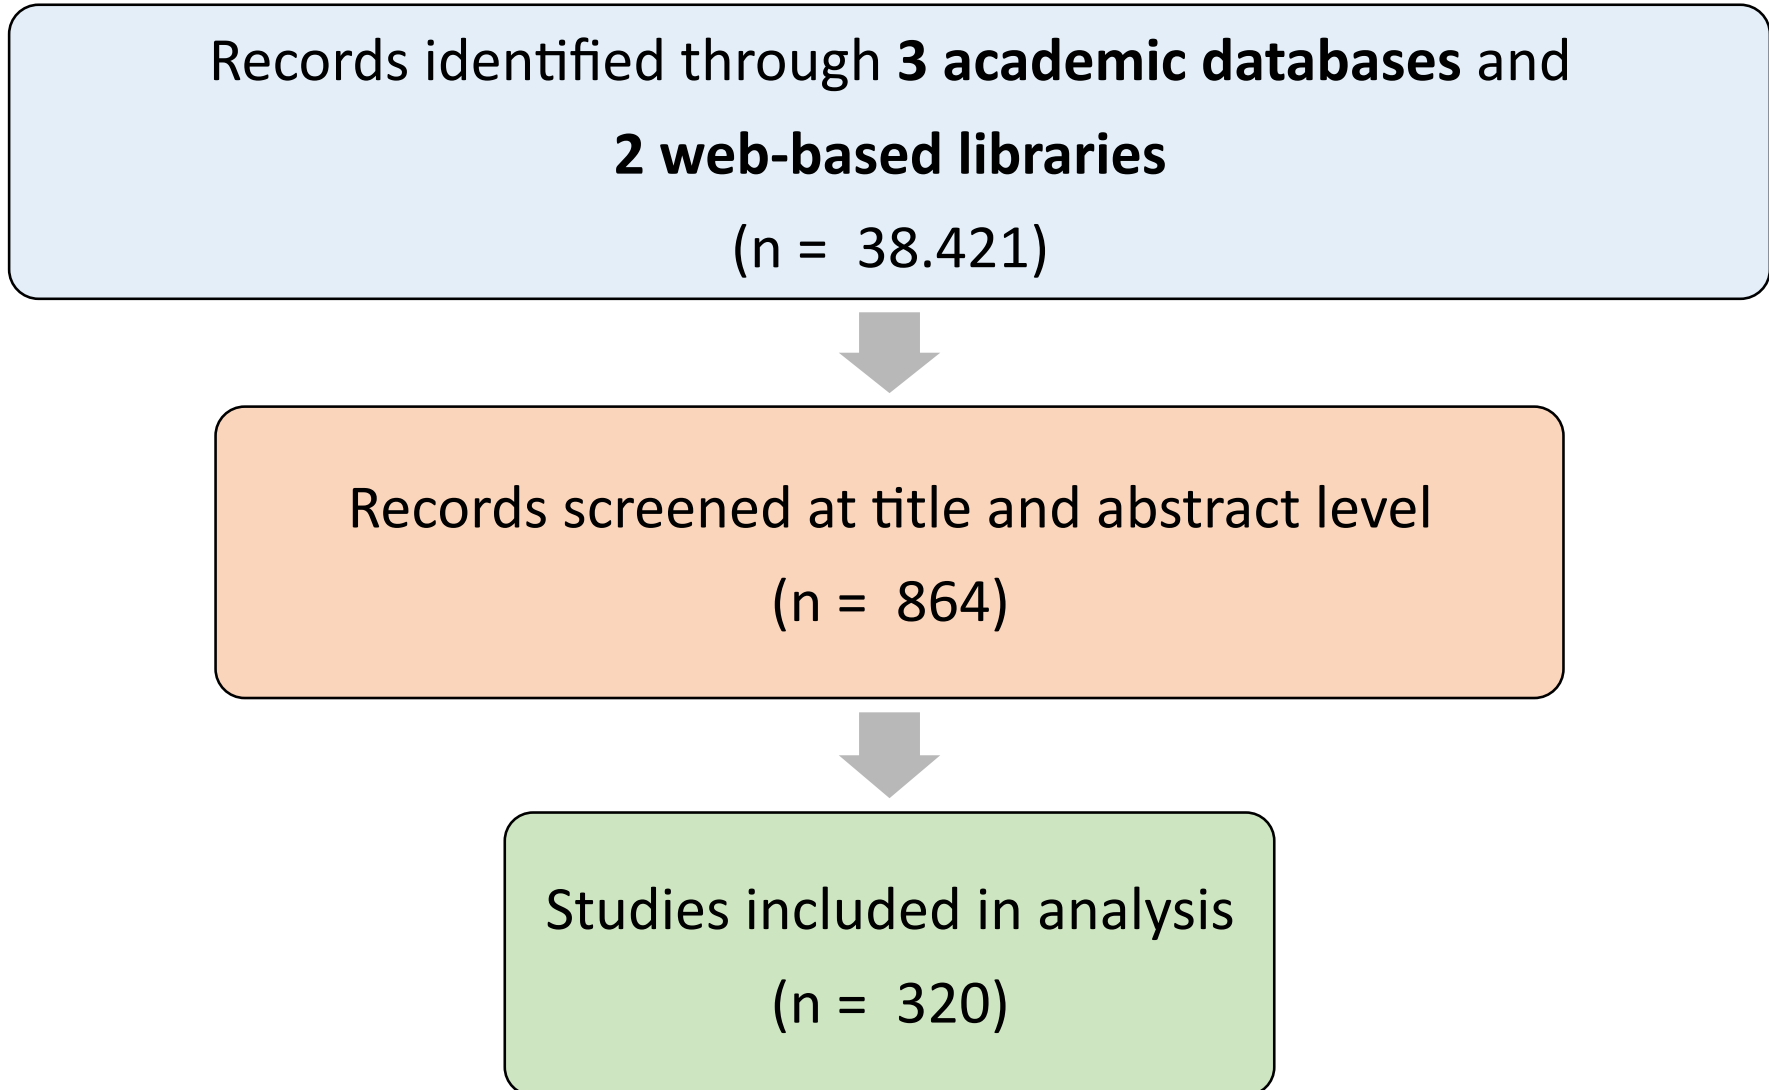 Records identified through 3 academic databases and
2 web-based libraries
(n =  38.421)
Records screened at title and abstract level
(n =  864)
Studies included in analysis
(n =  320)